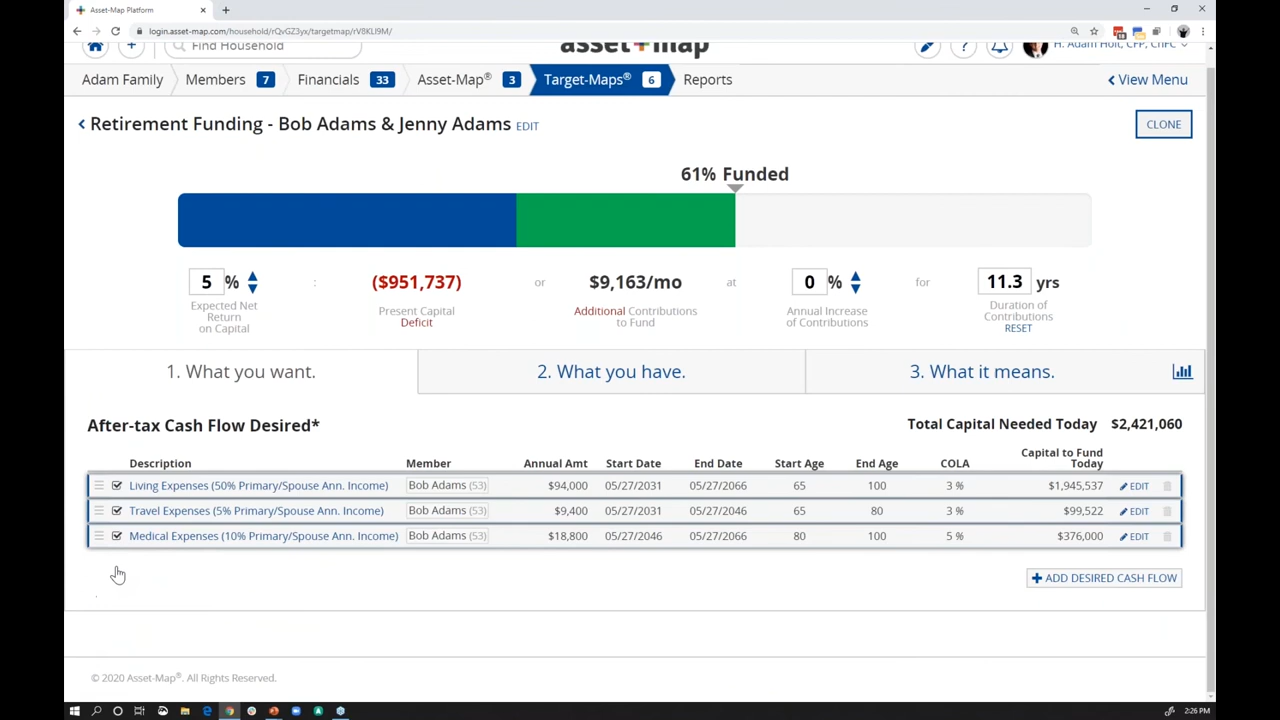 Asset-Map Platform
login.asset-map.com/household/rQvGZ3yx/targetmap/rV8KLI9M/
Find Household
asset+map
H. Adam Holt, CFP, ChFC
Adam Family
Members 7
Financials 33
Asset-Map® 3
Target-Maps® 6
Reports
View Menu
Retirement Funding - Bob Adams & Jenny Adams EDIT
CLONE
61% Funded
5 % : ($951,737) or $9,163/mo at 0 % for 11.3 yrs
Expected Net Present Capital Additional Contributions Annual Increase Duration of
Return Deficit to Fund of Contributions Contributions
on Capital RESET
1. What you want. 2. What you have. 3. What it means.
After-tax Cash Flow Desired* Total Capital Needed Today $2,421,060
Description Member Annual Amt Start Date End Date Start Age End Age COLA Capital to Fund Today
Living Expenses (50% Primary/Spouse Ann. Income) Bob Adams (53) $94,000 05/27/2031 05/27/2066 65 100 3 % $1,945,537 EDIT
Travel Expenses (5% Primary/Spouse Ann. Income) Bob Adams (53) $9,400 05/27/2031 05/27/2046 65 80 3 % $99,522 EDIT
Medical Expenses (10% Primary/Spouse Ann. Income) Bob Adams (53) $18,800 05/27/2046 05/27/2066 80 100 5 % $376,000 EDIT
+ ADD DESIRED CASH FLOW
© 2020 Asset-Map®. All Rights Reserved.
2:26 PM